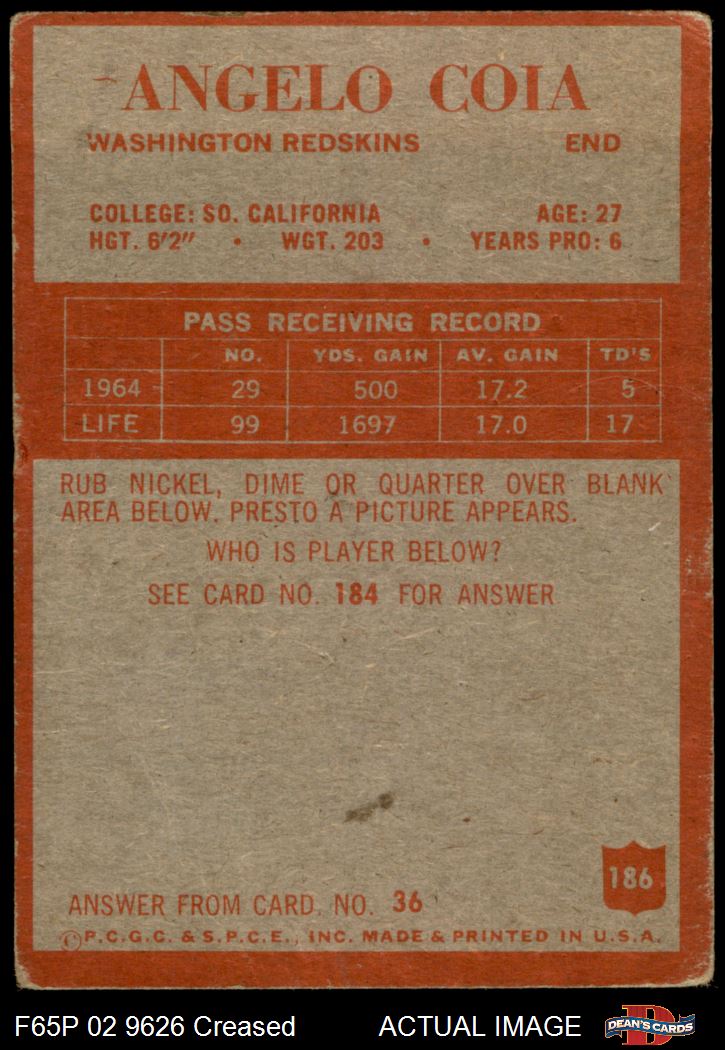 ANGELO COIA
WASHINGTON REDSKINS END
COLLEGE: SO. CALIFORNIA AGE: 27
HGT. 6'2" • WGT. 203 • YEARS PRO: 6
PASS RECEIVING RECORD
NO. YDS. GAIN AV. GAIN TD'S
1964 29 500 17.2 5
LIFE 99 1697 17.0 17
RUB NICKEL, DIME OR QUARTER OVER BLANK
AREA BELOW. PRESTO A PICTURE APPEARS.
WHO IS PLAYER BELOW?
SEE CARD NO. 184 FOR ANSWER
186
ANSWER FROM CARD. NO. 36
© P.C.G.C. & S.P.C.E., INC. MADE & PRINTED IN U.S.A.
F65P 02 9626 Creased ACTUAL IMAGE
D
DEAN'S CARDS